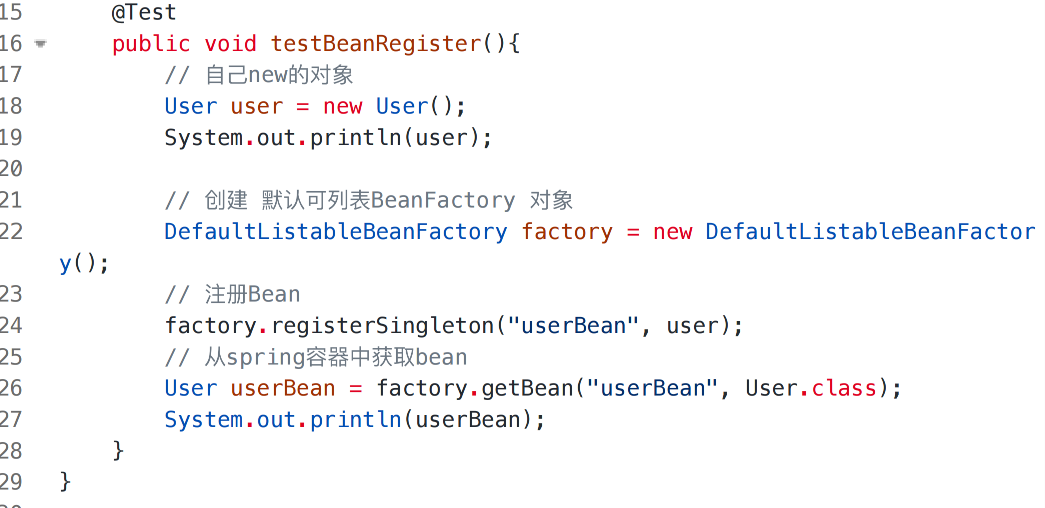 15    @Test
16    public void testBeanRegister(){
17        // 自己new的对象
18        User user = new User();
19        System.out.println(user);
20
21        // 创建 默认可列表BeanFactory 对象
22        DefaultListableBeanFactory factory = new DefaultListableBeanFactor
y();
23        // 注册Bean
24        factory.registerSingleton("userBean", user);
25        // 从spring容器中获取bean
26        User userBean = factory.getBean("userBean", User.class);
27        System.out.println(userBean);
28    }
29 }